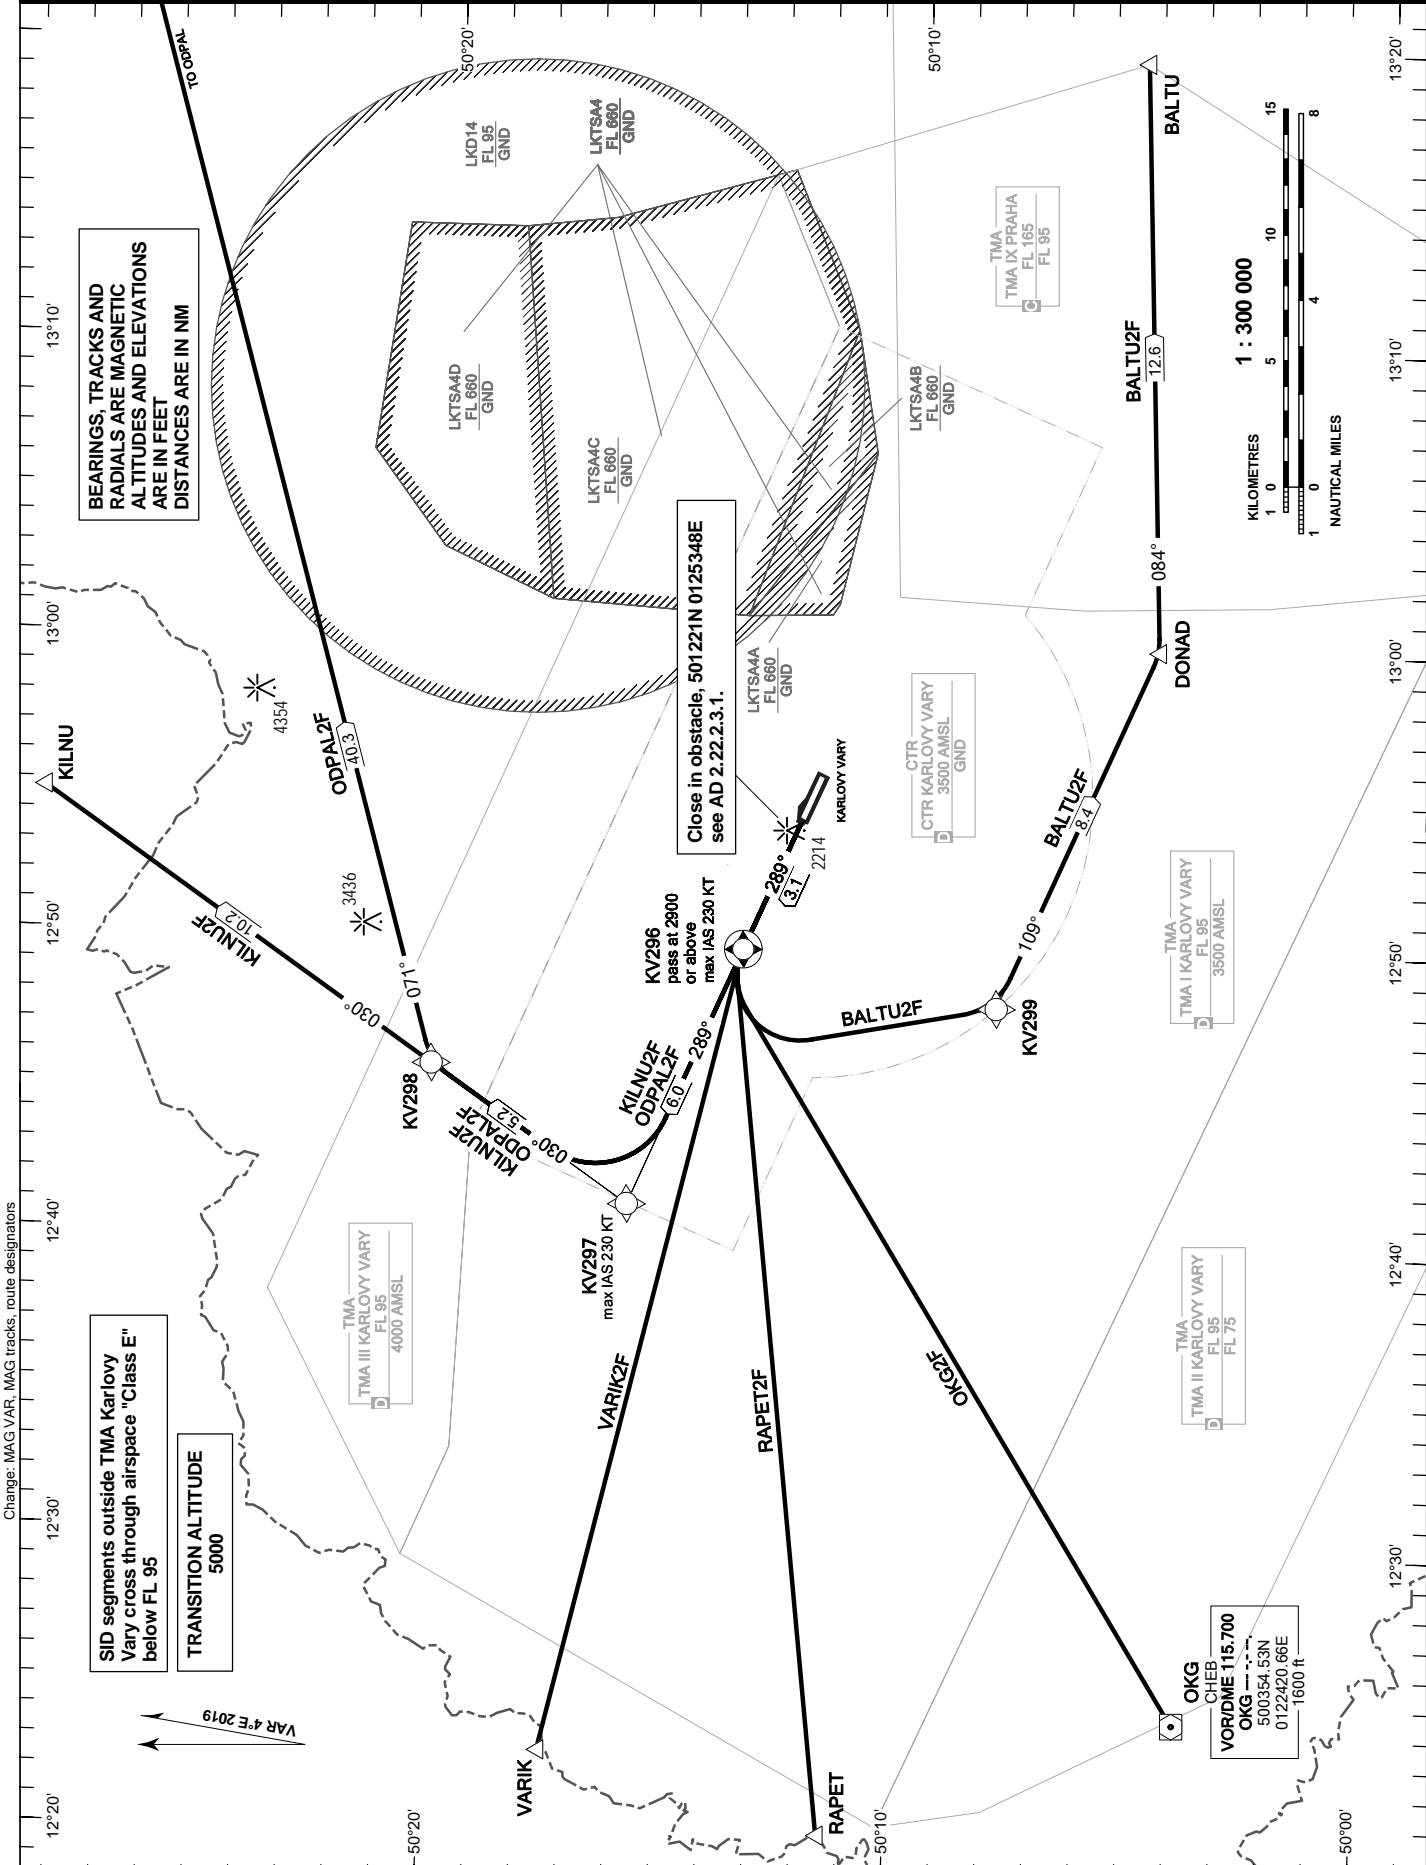 Change: MAG VAR, MAG tracks, route designators
SID segments outside TMA Karlovy
Vary cross through airspace "Class E"
below FL 95
TRANSITION ALTITUDE
5000
VAR 4°E 2019
BEARINGS, TRACKS AND
RADIALS ARE MAGNETIC
ALTITUDES AND ELEVATIONS
ARE IN FEET
DISTANCES ARE IN NM
12°20'
12°30'
12°40'
12°50'
13°00'
13°10'
TO ODPAL
KILNU
4354
3436
KILNU2F
10.2
030°
ODPAL2F
40.3
071°
KV298
KILNU2F
ODPAL2F
5.2
030°
KILNU2F
ODPAL2F
6.0
289°
KV297
max IAS 230 KT
TMA
TMA III KARLOVY VARY
FL 95
4000 AMSL
D
50°20'
50°20'
LKD14
FL 95
GND
LKTSA4
FL 660
GND
LKTSA4D
FL 660
GND
LKTSA4C
FL 660
GND
LKTSA4B
FL 660
GND
LKTSA4A
FL 660
GND
Close in obstacle, 501221N 0125348E
see AD 2.22.2.3.1.
KV296
pass at 2900
or above
max IAS 230 KT
289°
3.1
2214
KARLOVY VARY
VARIK
VARIK2F
RAPET
RAPET2F
OKG2F
BALTU2F
KV299
109°
BALTU2F
8.4
DONAD
084°
BALTU2F
12.6
BALTU
CTR
CTR KARLOVY VARY
3500 AMSL
GND
D
TMA
TMA IX PRAHA
FL 165
FL 95
C
TMA
TMA I KARLOVY VARY
FL 95
3500 AMSL
D
TMA
TMA II KARLOVY VARY
FL 95
FL 75
D
50°10'
50°10'
50°00'
OKG
CHEB
VOR/DME 115.700
OKG ---.-.--.
500354.53N
0122420.66E
1600 ft
1 : 300 000
KILOMETRES
1 0 5 10 15
1 0 4 8
NAUTICAL MILES
12°30'
12°40'
12°50'
13°00'
13°10'
13°20'